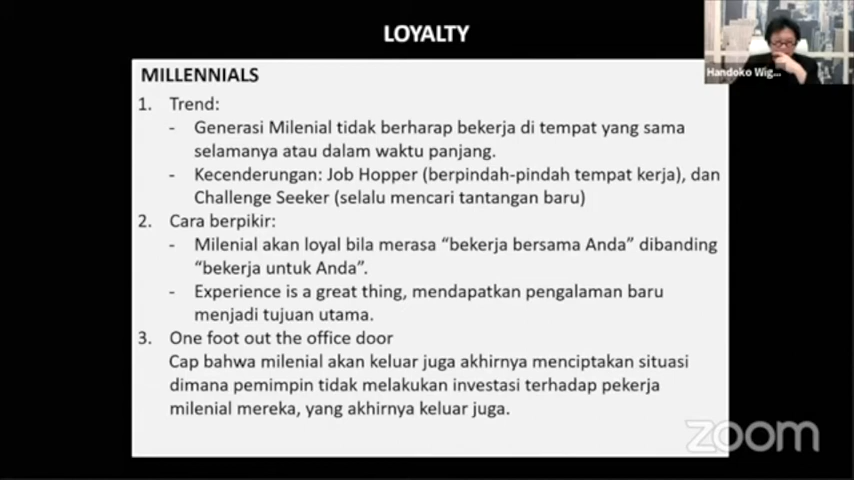 LOYALTY
Handoko Wig...
MILLENNIALS
1. Trend:
- Generasi Milenial tidak berharap bekerja di tempat yang sama
selamanya atau dalam waktu panjang.
- Kecenderungan: Job Hopper (berpindah-pindah tempat kerja), dan
Challenge Seeker (selalu mencari tantangan baru)
2. Cara berpikir:
- Milenial akan loyal bila merasa “bekerja bersama Anda” dibanding
“bekerja untuk Anda”.
- Experience is a great thing, mendapatkan pengalaman baru
menjadi tujuan utama.
3. One foot out the office door
Cap bahwa milenial akan keluar juga akhirnya menciptakan situasi
dimana pemimpin tidak melakukan investasi terhadap pekerja
milenial mereka, yang akhirnya keluar juga.
zoom